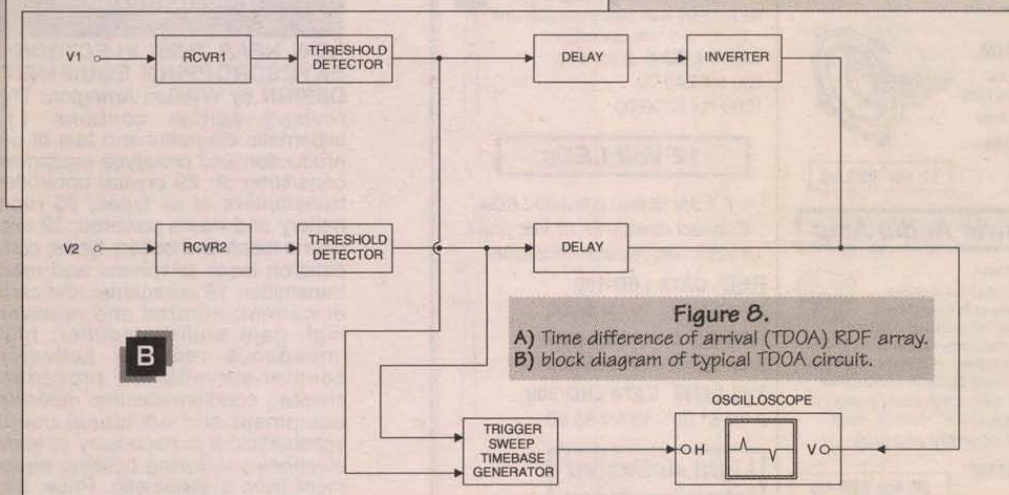 V1
RCVR1
THRESHOLD
DETECTOR
DELAY
INVERTER
V2
RCVR2
THRESHOLD
DETECTOR
DELAY
B
Figure 8.
A) Time difference of arrival (TDOA) RDF array.
B) block diagram of typical TDOA circuit.
OSCILLOSCOPE
TRIGGER
SWEEP
TIMEBASE
GENERATOR
H
V